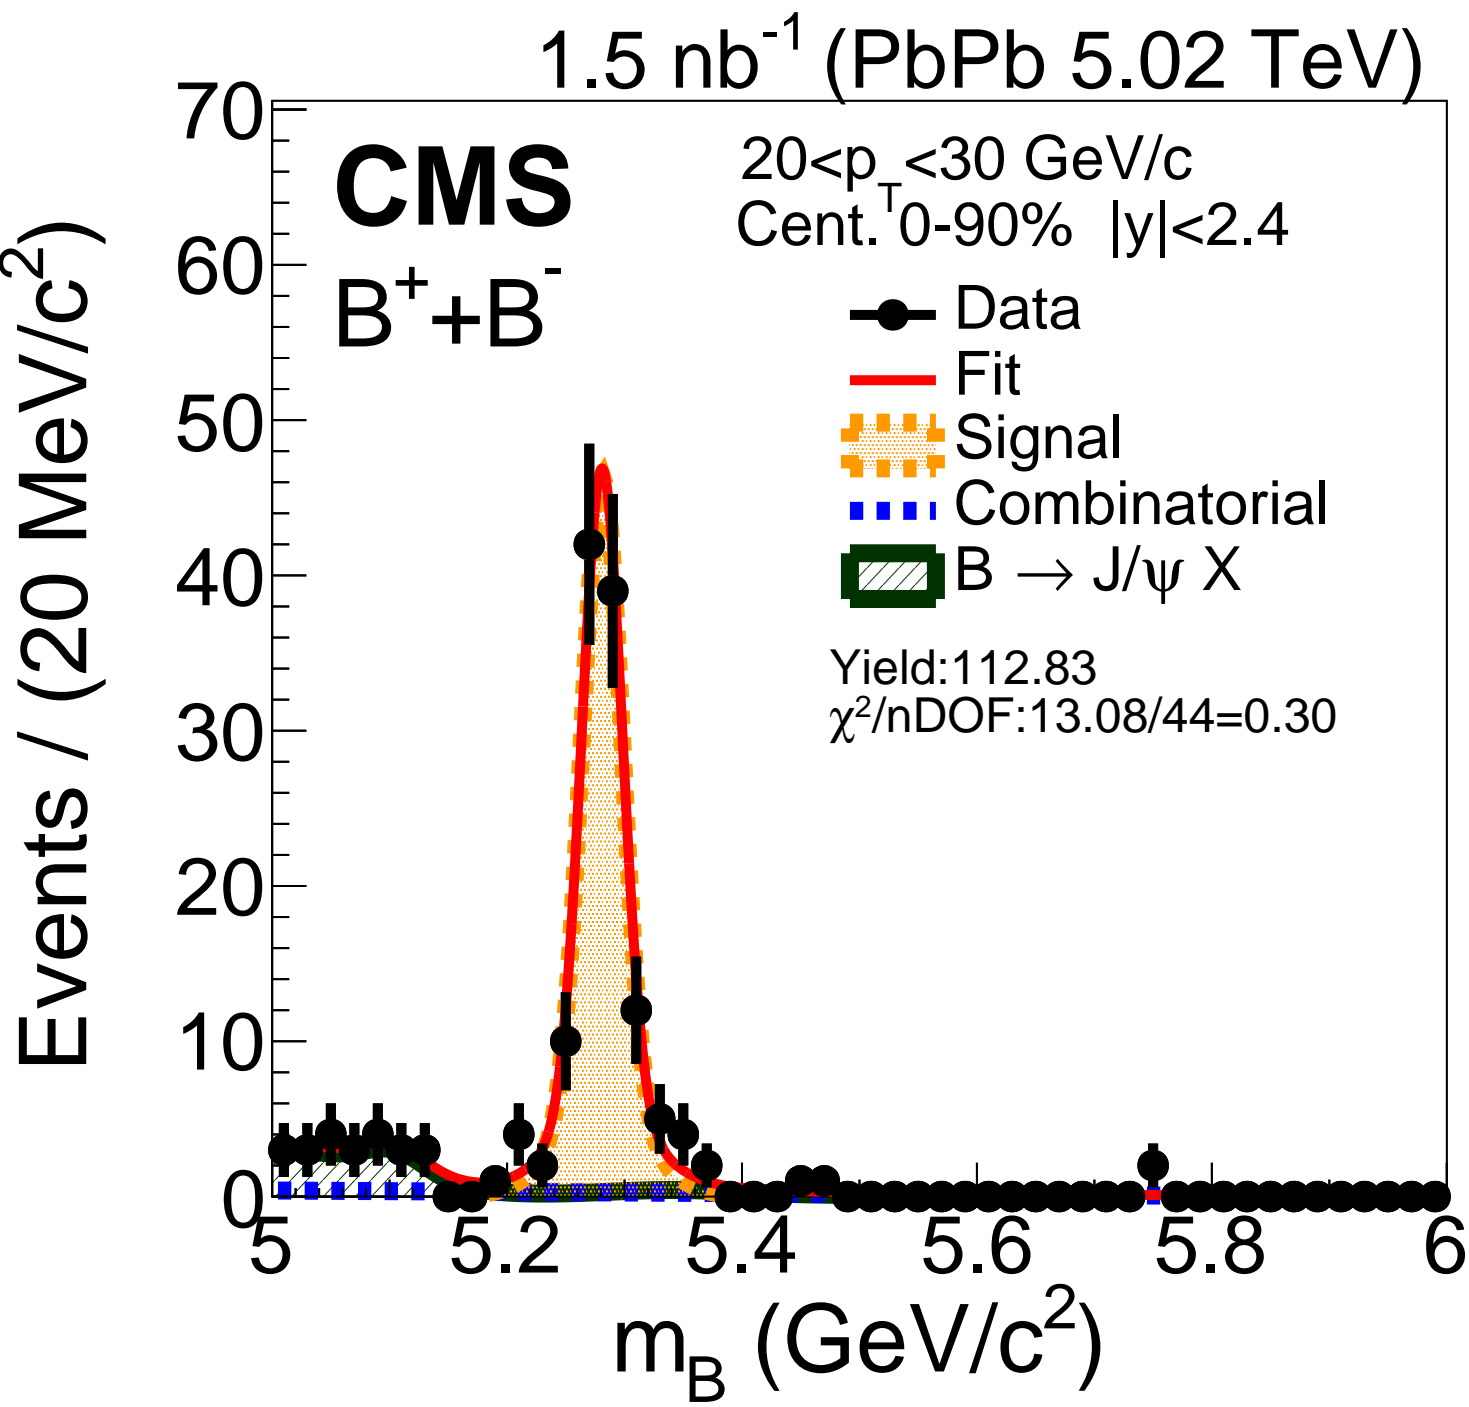 1.5 nb⁻¹ (PbPb 5.02 TeV)
CMS
B⁺+B⁻
20<p_T<30 GeV/c
Cent. 0-90% |y|<2.4
Data
Fit
Signal
Combinatorial
B → J/ψ X
Yield:112.83
χ²/nDOF:13.08/44=0.30
Events / (20 MeV/c²)
70
60
50
40
30
20
10
0
5 5.2 5.4 5.6 5.8 6
m_B (GeV/c²)